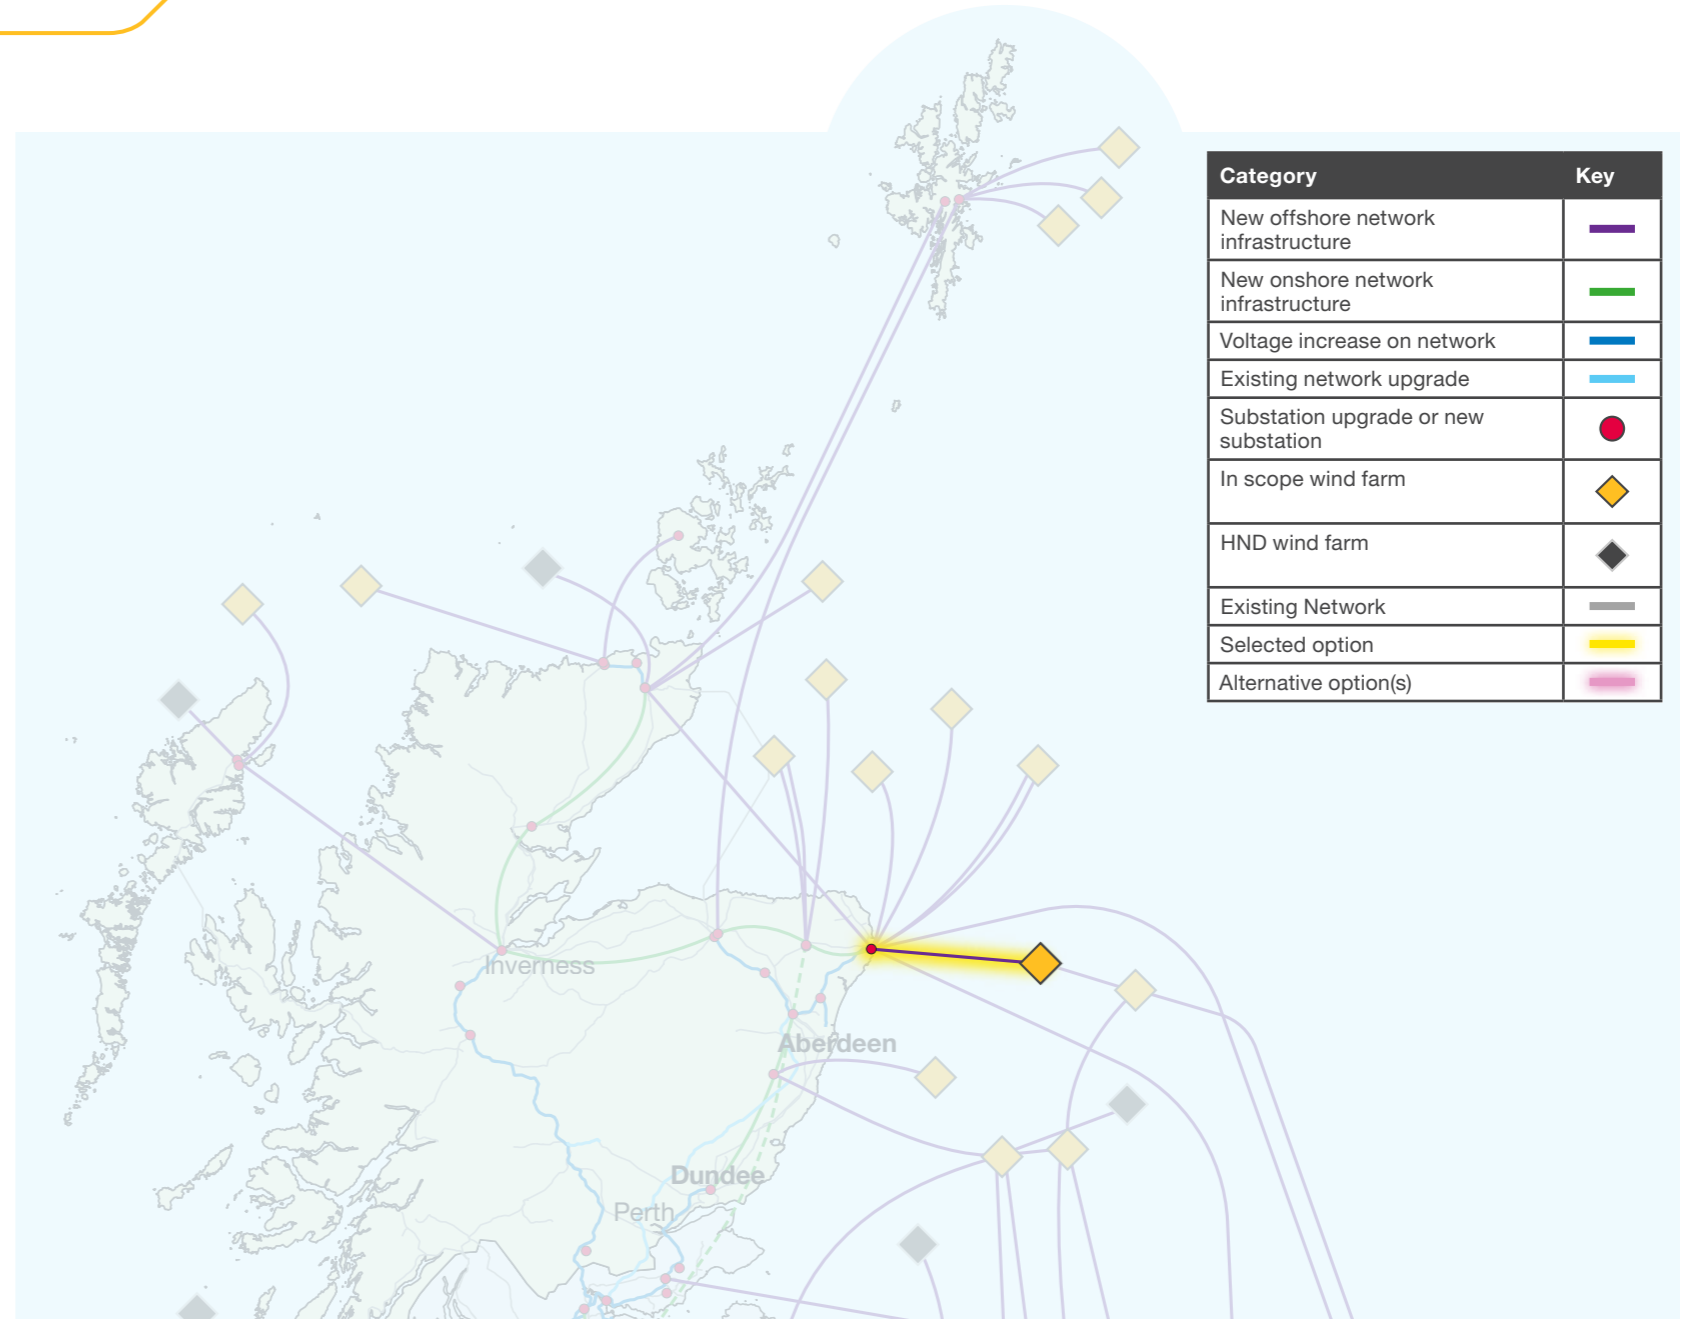 Category Key
New offshore network
infrastructure
New onshore network
infrastructure
Voltage increase on network
Existing network upgrade
Substation upgrade or new
substation
In scope wind farm
HND wind farm
Existing Network
Selected option
Alternative option(s)
Inverness
Aberdeen
Dundee
Perth